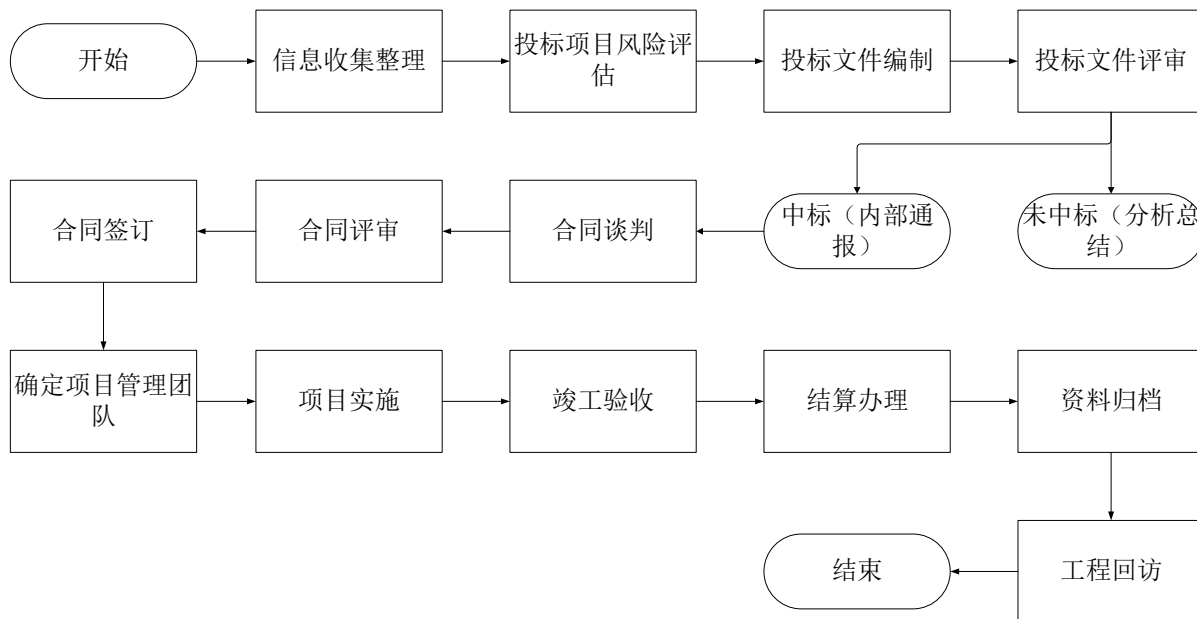 开始
信息收集整理
投标项目风险评
估
投标文件编制
投标文件评审
合同签订
合同评审
合同谈判
中标（内部通
报）
未中标（分析总
结）
确定项目管理团
队
项目实施
竣工验收
结算办理
资料归档
结束
工程回访